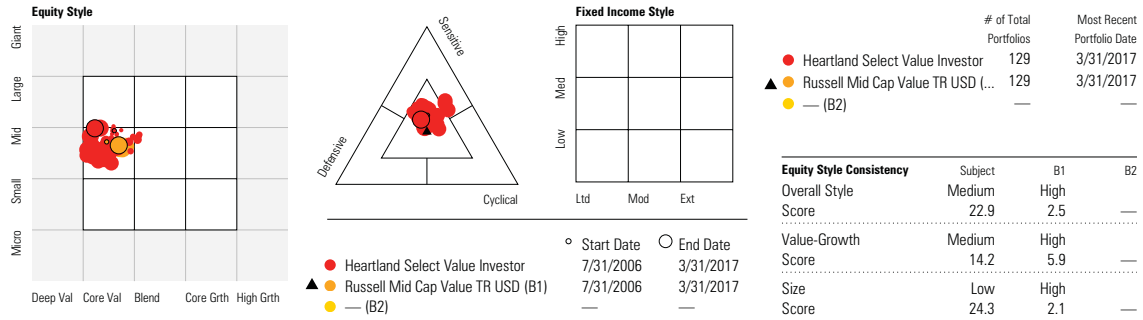 Equity Style
Giant
Large
Mid
Small
Micro
Deep Val Core Val Blend Core Grth High Grth
Sensitive
Defensive
Cyclical
Fixed Income Style
High
Med
Low
Ltd Mod Ext
Start Date End Date
Heartland Select Value Investor 7/31/2006 3/31/2017
Russell Mid Cap Value TR USD (B1) 7/31/2006 3/31/2017
— (B2) — —
# of Total Most Recent
Portfolios Portfolio Date
Heartland Select Value Investor 129 3/31/2017
Russell Mid Cap Value TR USD (... 129 3/31/2017
— (B2) — —
Equity Style Consistency Subject B1 B2
Overall Style Medium High
Score 22.9 2.5 —
Value-Growth Medium High
Score 14.2 5.9 —
Size Low High
Score 24.3 2.1 —